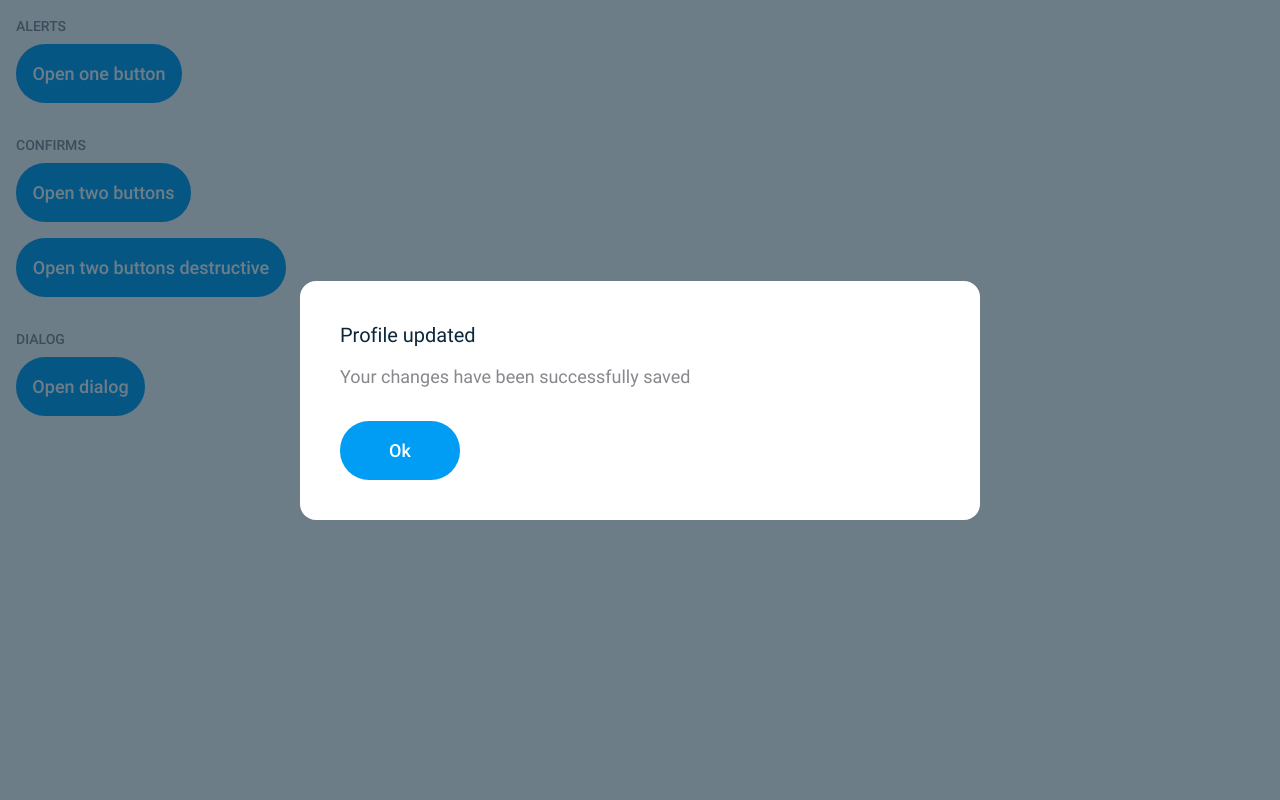 ALERTS
Open one button
CONFIRMS
Open two buttons
Open two buttons destructive
DIALOG
Open dialog
Profile updated
Your changes have been successfully saved
Ok